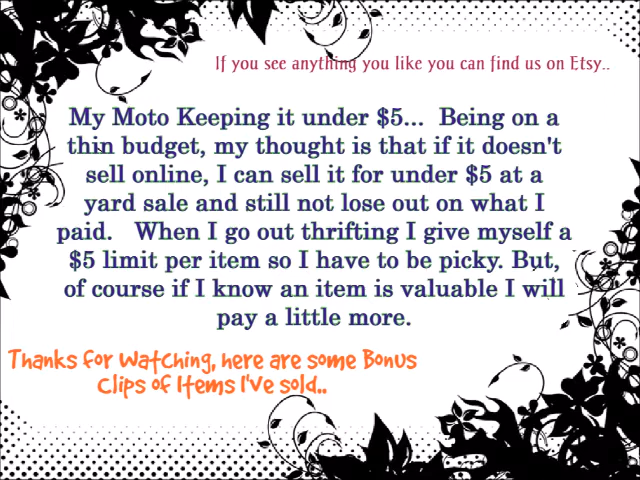 If you see anything you like you can find us on Etsy..
My Moto Keeping it under $5... Being on a
thin budget, my thought is that if it doesn't
sell online, I can sell it for under $5 at a
yard sale and still not lose out on what I
paid. When I go out thrifting I give myself a
$5 limit per item so I have to be picky. But,
of course if I know an item is valuable I will
pay a little more.
Thanks for Watching, here are some Bonus
Clips of Items I've sold..